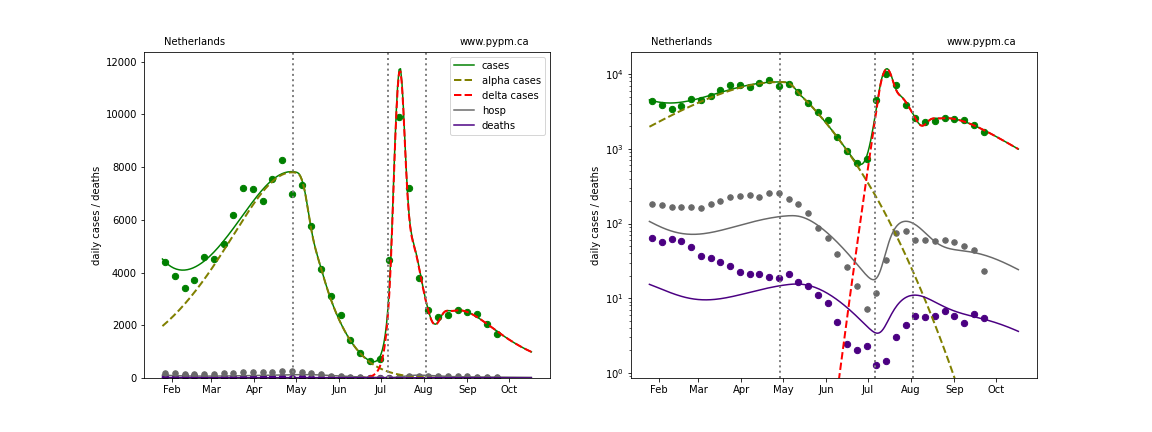 Netherlands www.pypm.ca
12000
10000
8000
6000
4000
2000
0
daily cases / deaths
cases
alpha cases
delta cases
hosp
deaths
Feb Mar Apr May Jun Jul Aug Sep Oct
Netherlands www.pypm.ca
10⁴
10³
10²
10¹
10⁰
daily cases / deaths
Feb Mar Apr May Jun Jul Aug Sep Oct